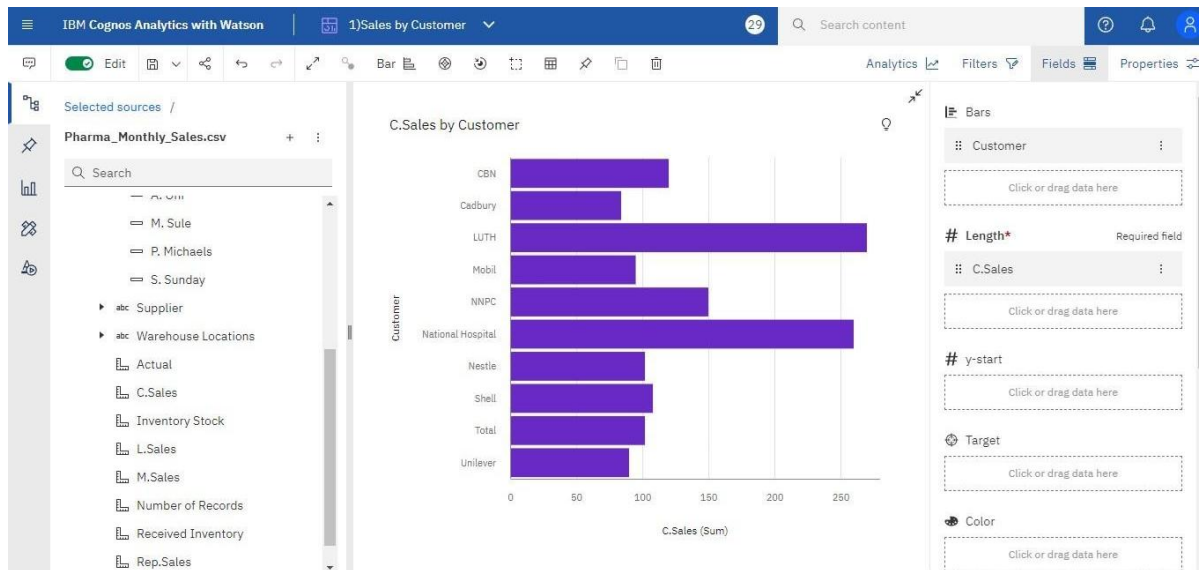 IBM Cognos Analytics with Watson
1)Sales by Customer
29
Search content
Edit
Bar
Analytics
Filters
Fields
Properties
Selected sources /
Pharma_Monthly_Sales.csv
Search
M. Sule
P. Michaels
S. Sunday
abc Supplier
abc Warehouse Locations
Actual
C.Sales
Inventory Stock
L.Sales
M.Sales
Number of Records
Received Inventory
Rep.Sales
C.Sales by Customer
Customer
CBN
Cadbury
LUTH
Mobil
NNPC
National Hospital
Nestle
Shell
Total
Unilever
0 50 100 150 200 250
C.Sales (Sum)
Bars
Customer
Click or drag data here
# Length* Required field
C.Sales
Click or drag data here
# y-start
Click or drag data here
Target
Click or drag data here
Color
Click or drag data here